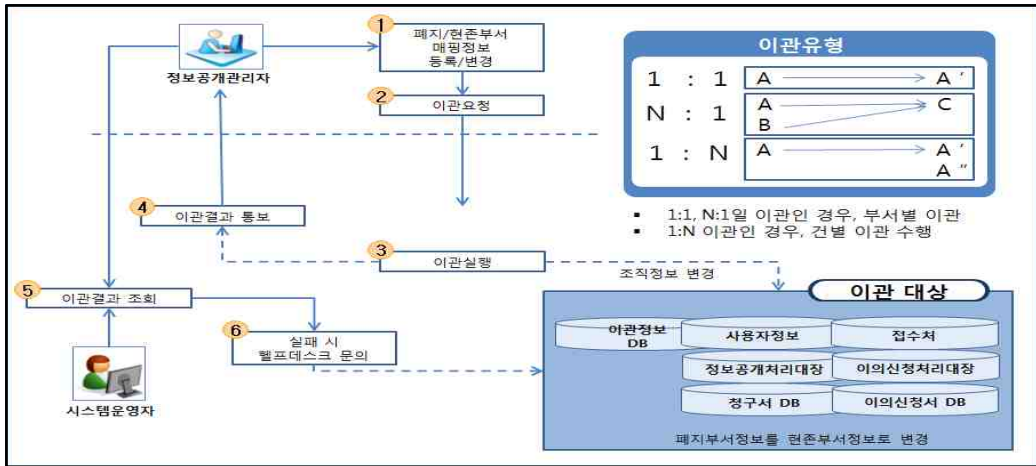 정보공개관리자
1
폐지/현존부서
매핑정보
등록/변경
2
이관요청
이관유형
1 : 1
A
A ′
N : 1
A
B
C
1 : N
A
A ′
A ″
▪ 1:1, N:1일 이관인 경우, 부서별 이관
▪ 1:N 이관인 경우, 건별 이관 수행
4
이관결과 통보
3
이관실행
조직정보 변경
5
이관결과 조회
6
실패 시
헬프데스크 문의
시스템운영자
이관 대상
이관정보
DB
사용자정보
접수처
정보공개처리대장
이의신청처리대장
청구서 DB
이의신청서 DB
폐지부서정보를 현존부서정보로 변경